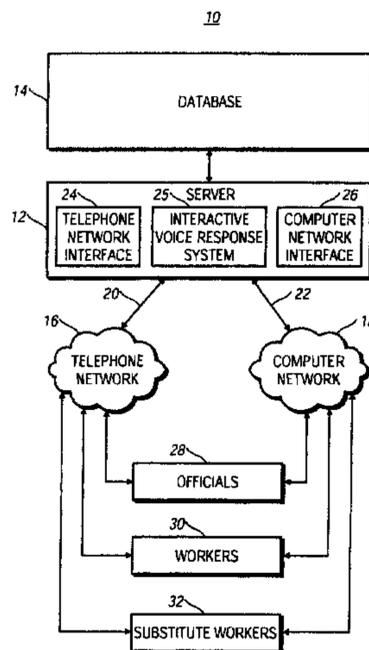 10
14
DATABASE
SERVER
24
25
26
12
TELEPHONE
NETWORK
INTERFACE
INTERACTIVE
VOICE RESPONSE
SYSTEM
COMPUTER
NETWORK
INTERFACE
20
22
16
TELEPHONE
NETWORK
COMPUTER
NETWORK
28
OFFICIALS
30
WORKERS
32
SUBSTITUTE WORKERS